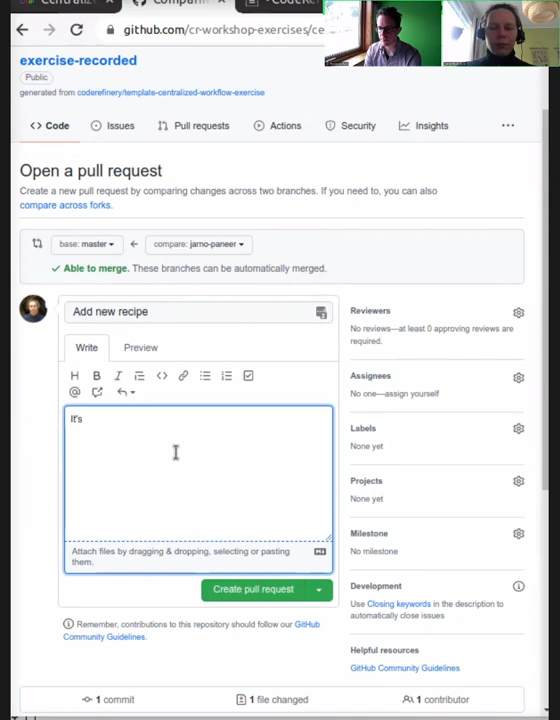 github.com/cr-workshop-exercises/ce
exercise-recorded
Public
generated from coderefinery/template-centralized-workflow-exercise
Code
Issues
Pull requests
Actions
Security
Insights
Open a pull request
Create a new pull request by comparing changes across two branches. If you need to, you can also
compare across forks.
base: master
compare: jarno-paneer
Able to merge. These branches can be automatically merged.
Add new recipe
Write
Preview
H B I
@
It's
Attach files by dragging & dropping, selecting or pasting
them.
Create pull request
Remember, contributions to this repository should follow our GitHub
Community Guidelines.
Reviewers
No reviews—at least 0 approving reviews are
required.
Assignees
No one—assign yourself
Labels
None yet
Projects
None yet
Milestone
No milestone
Development
Use Closing keywords in the description to
automatically close issues
Helpful resources
GitHub Community Guidelines
1 commit
1 file changed
1 contributor